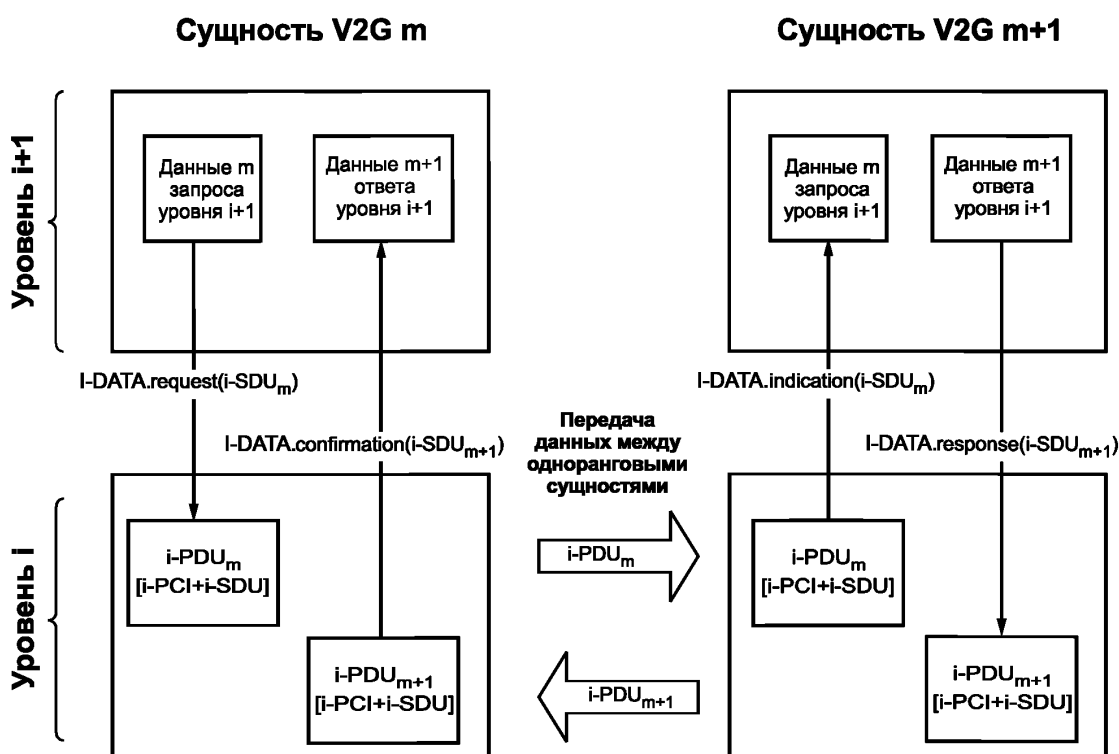 Сущность V2G m
Сущность V2G m+1
Уровень i+1
Данные m
запроса
уровня i+1
Данные m+1
ответа
уровня i+1
Данные m
запроса
уровня i+1
Данные m+1
ответа
уровня i+1
I-DATA.request(i-SDUm)
I-DATA.confirmation(i-SDUm+1)
I-DATA.indication(i-SDUm)
I-DATA.response(i-SDUm+1)
Передача
данных между
одноранговыми
сущностями
Уровень i
i-PDUm
[i-PCI+i-SDU]
i-PDUm+1
[i-PCI+i-SDU]
i-PDUm
i-PDUm+1
i-PDUm
[i-PCI+i-SDU]
i-PDUm+1
[i-PCI+i-SDU]